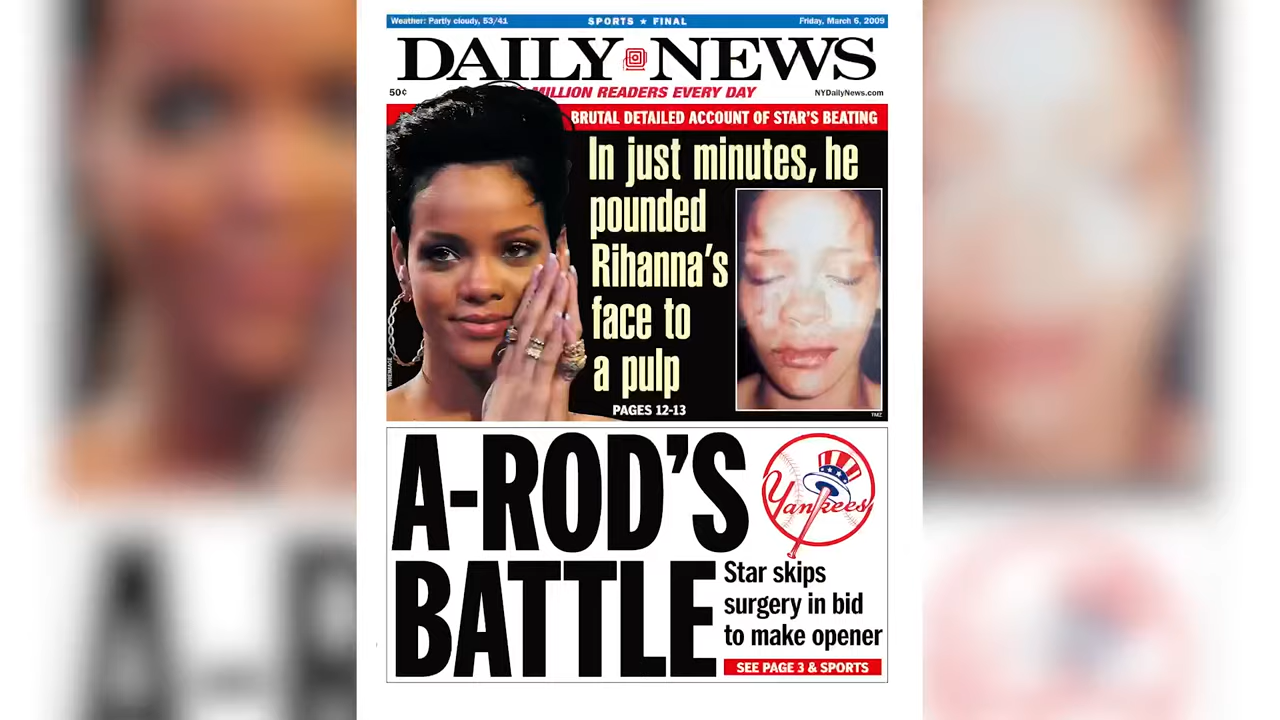 Weather: Partly cloudy, 53/41
SPORTS ★ FINAL
Friday, March 6, 2009
DAILY NEWS
50¢
MILLION READERS EVERY DAY
NYDailyNews.com
BRUTAL DETAILED ACCOUNT OF STAR'S BEATING
In just minutes, he
pounded
Rihanna's
face to
a pulp
PAGES 12-13
WIREIMAGE
TMZ
A-ROD'S
BATTLE
Yankees
Star skips
surgery in bid
to make opener
SEE PAGE 3 & SPORTS